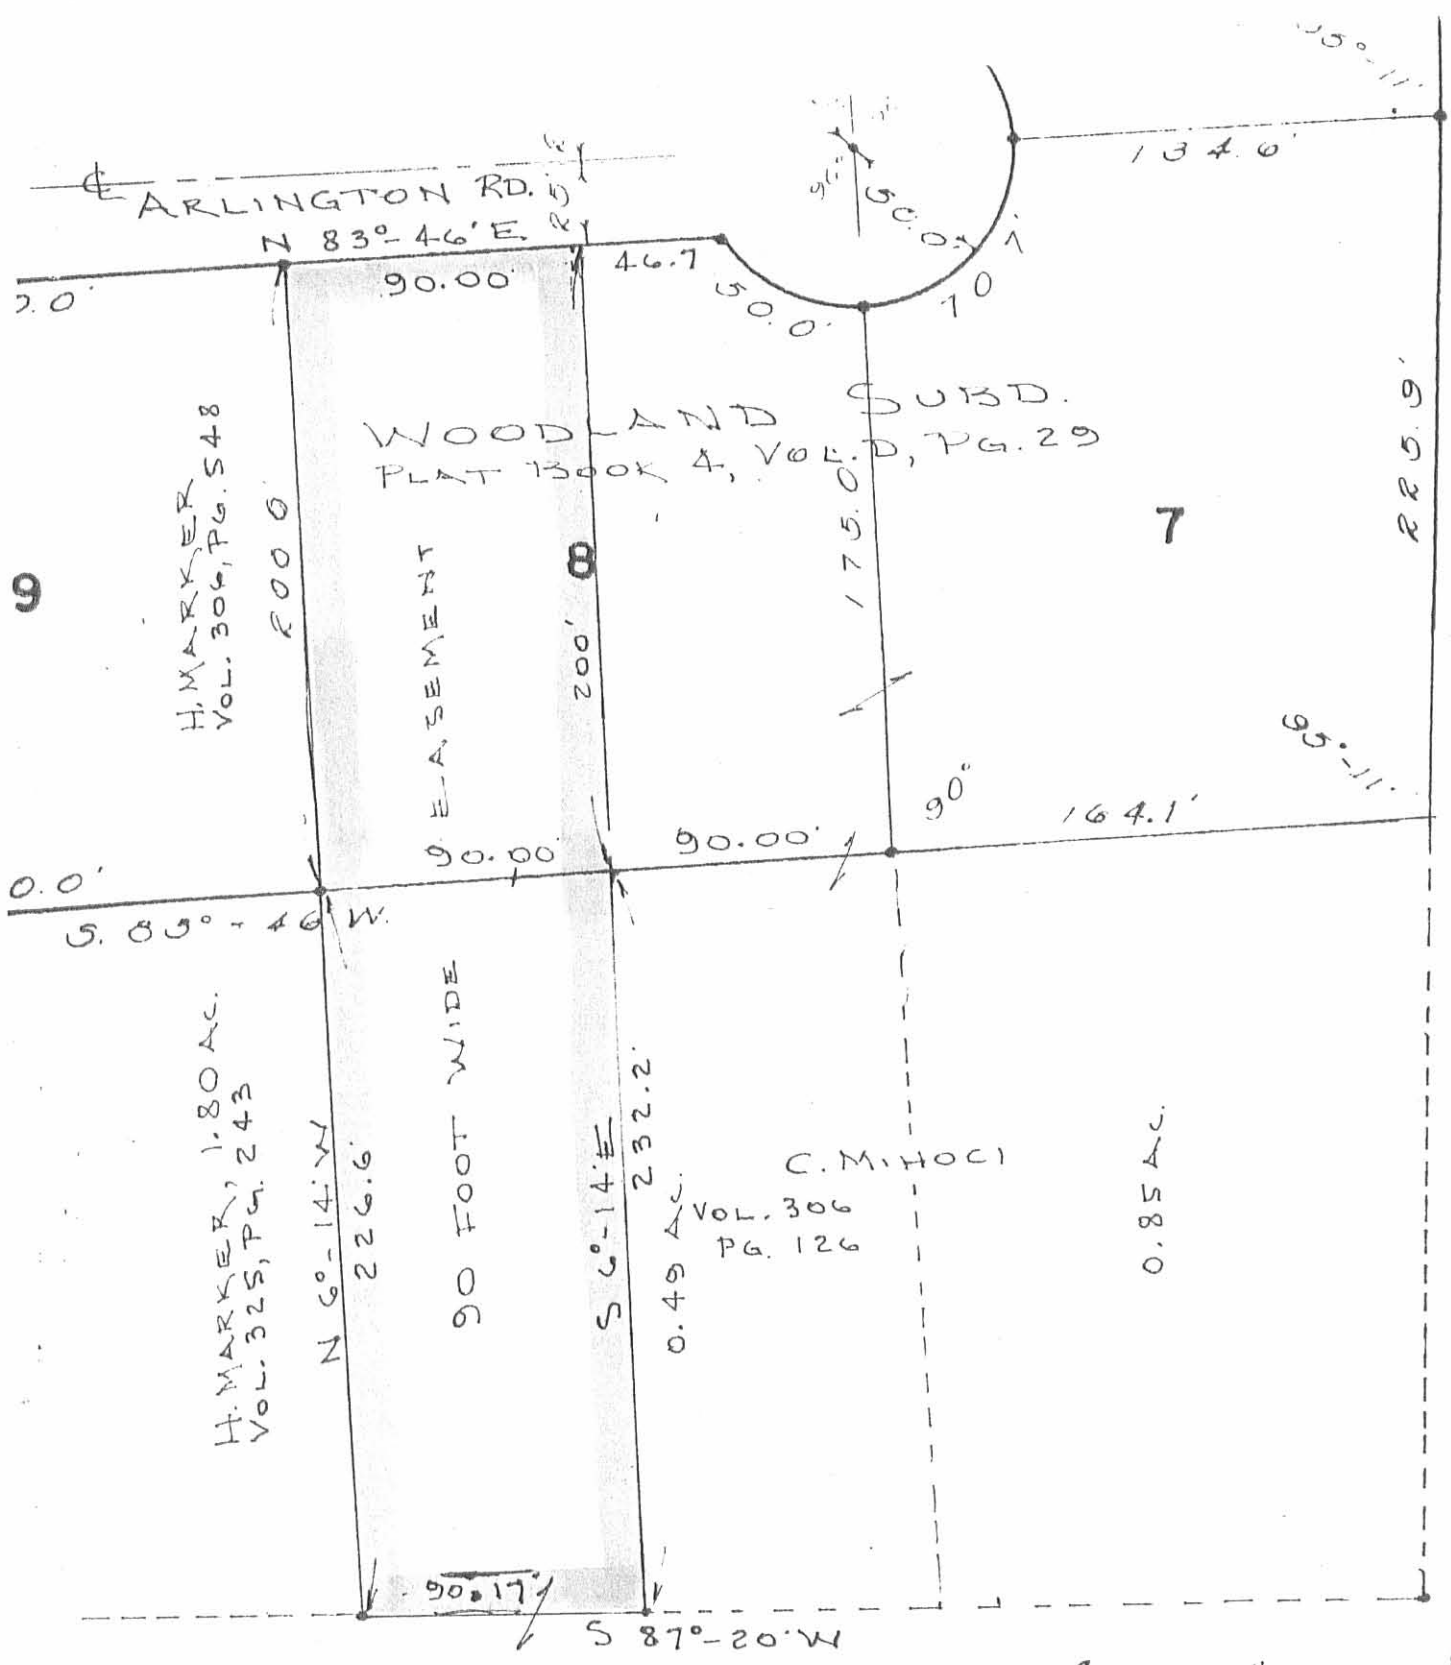 ARLINGTON RD.
N 83°-46' E.
90.00'
46.7
50.0'
50.0'
134.6'
WOODLAND SUBD.
PLAT BOOK 4, VOL. D, PG. 29
H. MARKER
VOL. 306, PG. 548
200.0
EASEMENT
8
200'
175.0
7
225.9'
9
90.00'
90.00'
90°
164.1'
95°-11'
0.0'
H. MARKER, 1.80 AC.
VOL. 325, PG. 243
N 6°-14' W
226.6'
90 FOOT WIDE
S 6°-14' E
232.2'
0.49 AC.
C. MIHOCI
VOL. 306
PG. 126
0.85 AC.
90.17'
S 87°-20' W